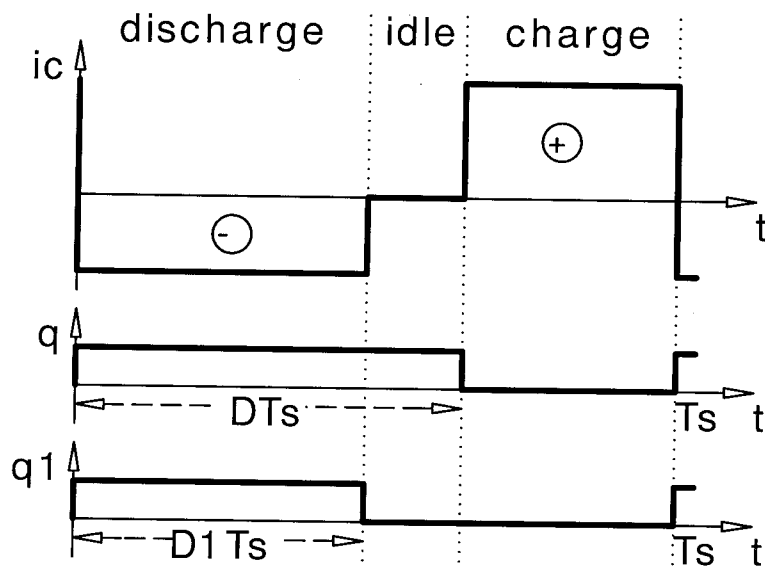 discharge idle charge
ic
+
-
t
q
DTs Ts t
q1
D1 Ts Ts t